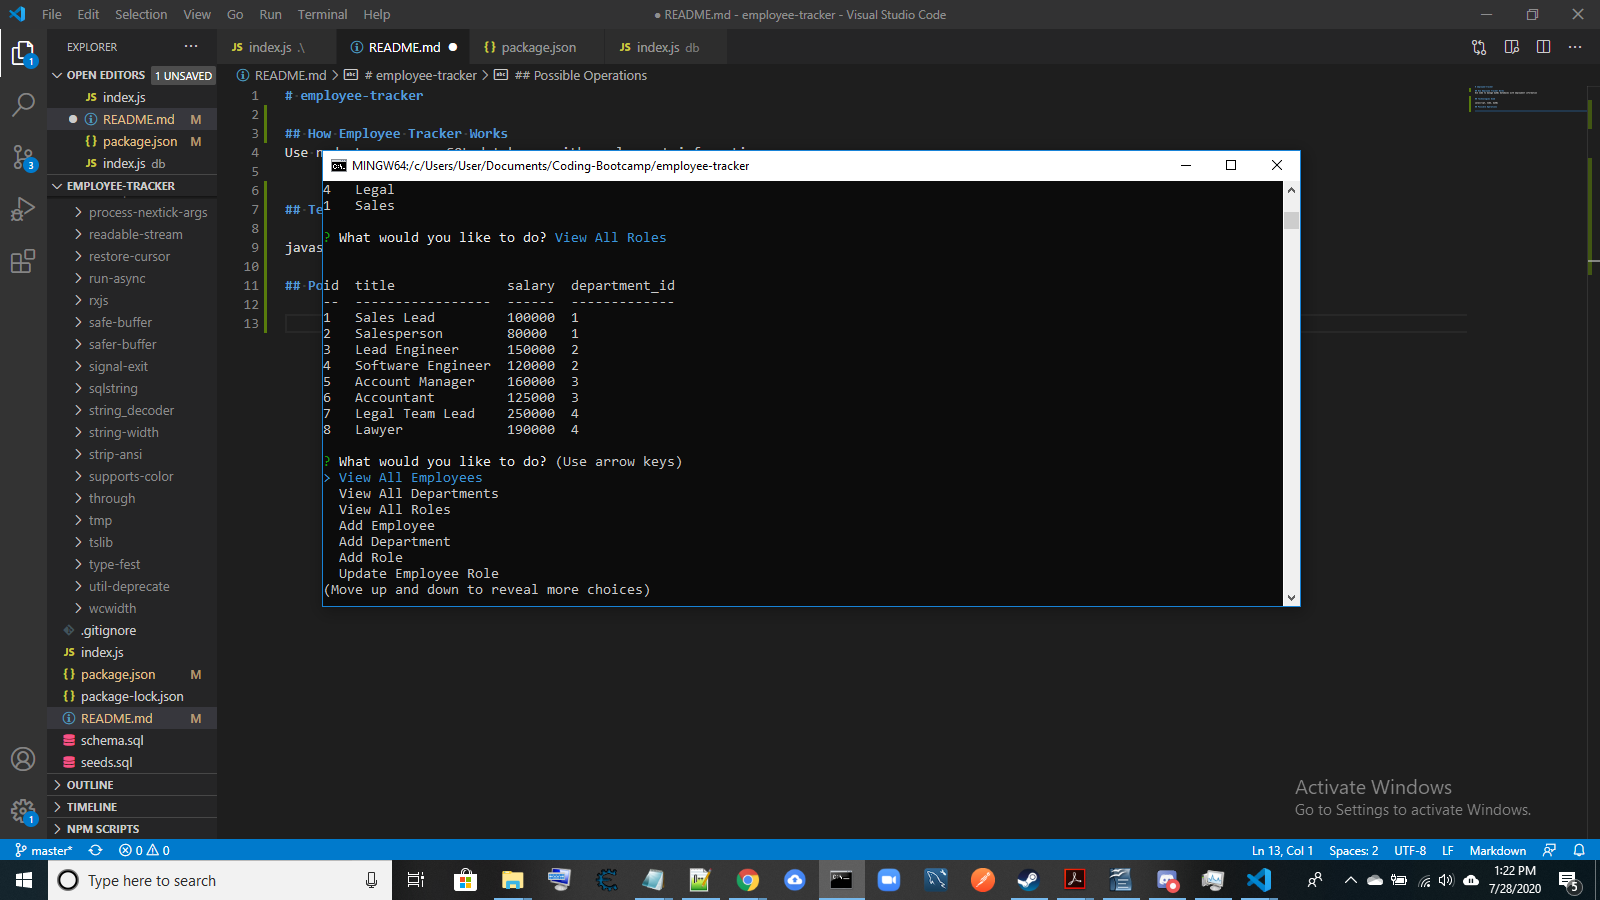 File Edit Selection View Go Run Terminal Help
● README.md - employee-tracker - Visual Studio Code
EXPLORER ···
JS index.js .\
README.md ●
{} package.json
JS index.js db
OPEN EDITORS 1 UNSAVED
JS index.js
● README.md M
{} package.json M
JS index.js db
EMPLOYEE-TRACKER
process-nextick-args
readable-stream
restore-cursor
run-async
rxjs
safe-buffer
safer-buffer
signal-exit
sqlstring
string_decoder
string-width
strip-ansi
supports-color
through
tmp
tslib
type-fest
util-deprecate
wcwidth
.gitignore
JS index.js
{} package.json M
{} package-lock.json
README.md M
schema.sql
seeds.sql
OUTLINE
TIMELINE
NPM SCRIPTS
README.md > # employee-tracker > ## Possible Operations
1 # employee-tracker
2
3 ## How Employee Tracker Works
4 Use
5
6
7 ## Te
8
9 javas
10
11 ## Po
12
13
MINGW64:/c/Users/User/Documents/Coding-Bootcamp/employee-tracker
4 Legal
1 Sales
? What would you like to do? View All Roles
id title salary department_id
-- ----------------- ------ -------------
1 Sales Lead 100000 1
2 Salesperson 80000 1
3 Lead Engineer 150000 2
4 Software Engineer 120000 2
5 Account Manager 160000 3
6 Accountant 125000 3
7 Legal Team Lead 250000 4
8 Lawyer 190000 4
? What would you like to do? (Use arrow keys)
> View All Employees
View All Departments
View All Roles
Add Employee
Add Department
Add Role
Update Employee Role
(Move up and down to reveal more choices)
Activate Windows
Go to Settings to activate Windows.
master* 0 0
Ln 13, Col 1 Spaces: 2 UTF-8 LF Markdown
Type here to search
1:22 PM
7/28/2020
5